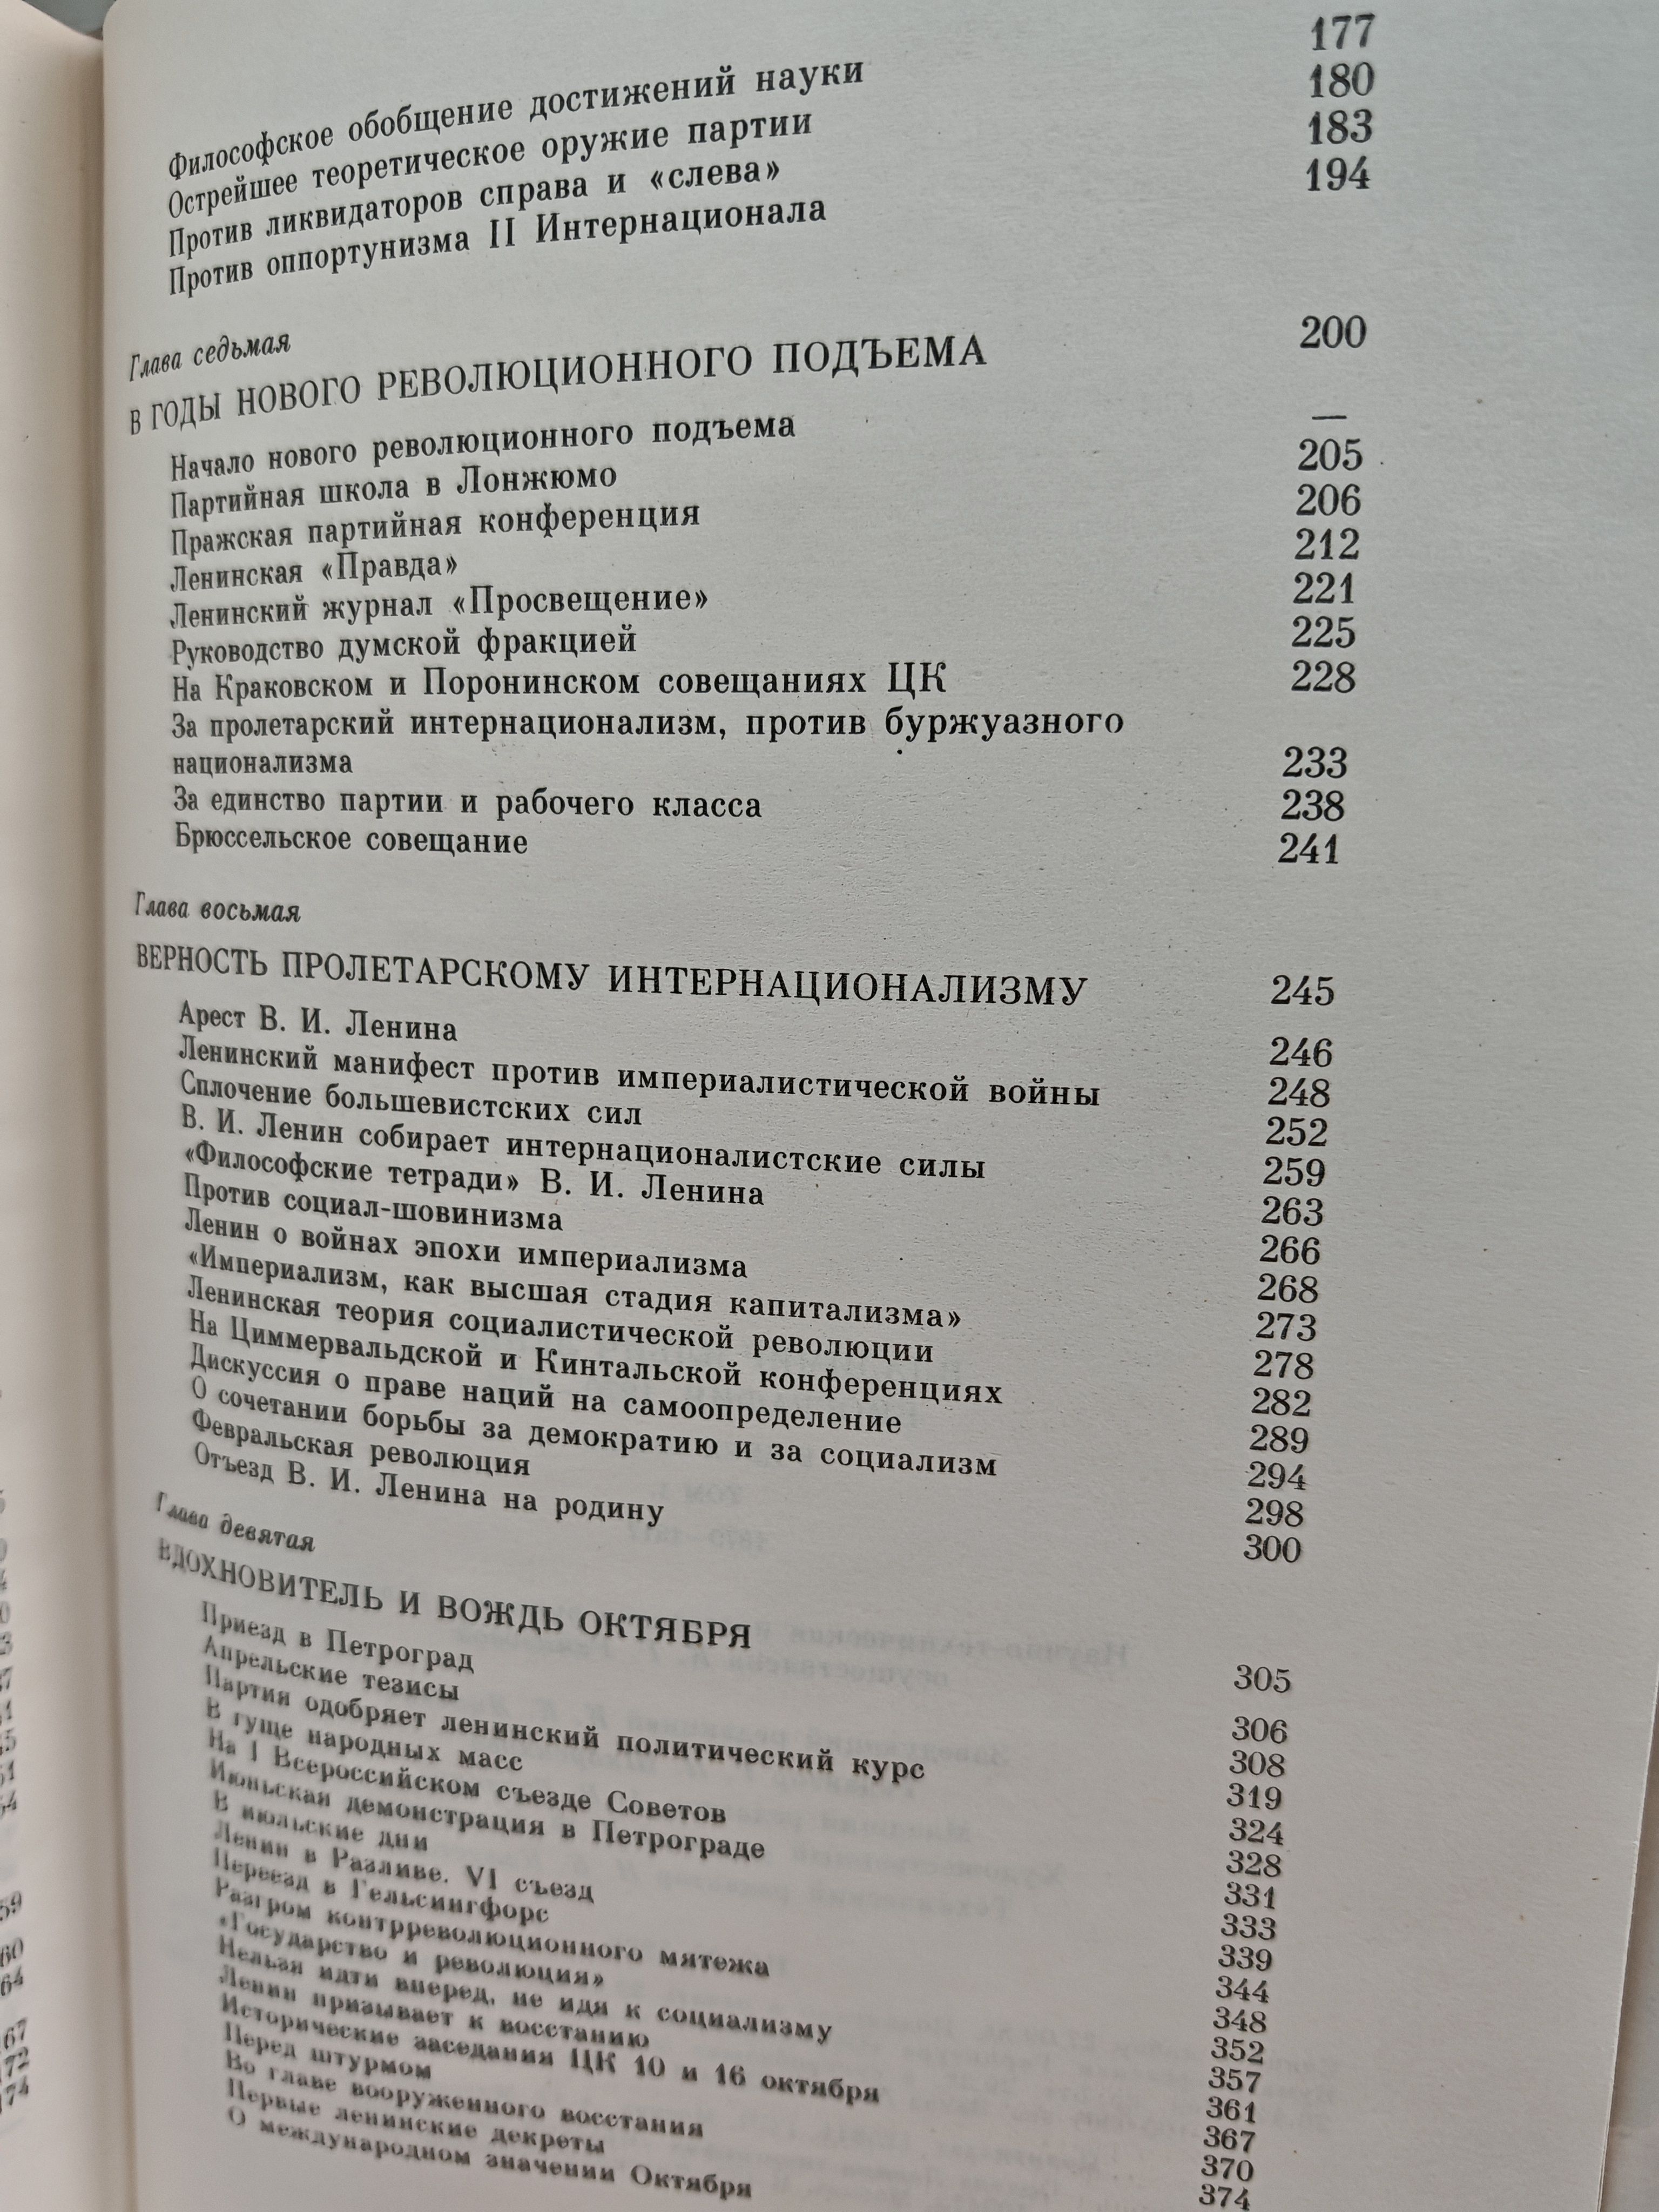 Философское обобщение достижений науки 177
Острейшее теоретическое оружие партии 180
Против ликвидаторов справа и «слева» 183
Против оппортунизма II Интернационала 194
Глава седьмая
В ГОДЫ НОВОГО РЕВОЛЮЦИОННОГО ПОДЪЕМА 200
Начало нового революционного подъема —
Партийная школа в Лонжюмо 205
Пражская партийная конференция 206
Ленинская «Правда» 212
Ленинский журнал «Просвещение» 221
Руководство думской фракцией 225
На Краковском и Поронинском совещаниях ЦК 228
За пролетарский интернационализм, против буржуазного
национализма 233
За единство партии и рабочего класса 238
Брюссельское совещание 241
Глава восьмая
ВЕРНОСТЬ ПРОЛЕТАРСКОМУ ИНТЕРНАЦИОНАЛИЗМУ 245
Арест В. И. Ленина 246
Ленинский манифест против империалистической войны 248
Сплочение большевистских сил 252
В. И. Ленин собирает интернационалистские силы 259
«Философские тетради» В. И. Ленина 263
Против социал-шовинизма 266
Ленин о войнах эпохи империализма 268
«Империализм, как высшая стадия капитализма» 273
Ленинская теория социалистической революции 278
На Циммервальдской и Кинтальской конференциях 282
Дискуссия о праве наций на самоопределение 289
О сочетании борьбы за демократию и за социализм 294
Февральская революция 298
Отъезд В. И. Ленина на родину 300
Глава девятая
ВДОХНОВИТЕЛЬ И ВОЖДЬ ОКТЯБРЯ 305
Приезд в Петроград 306
Апрельские тезисы 308
Партия одобряет ленинский политический курс 319
В гуще народных масс 324
На I Всероссийском съезде Советов 328
Июньская демонстрация в Петрограде 331
В июльские дни 333
Ленин в Разливе. VI съезд 339
Переезд в Гельсингфорс 344
Разгром контрреволюционного мятежа 348
«Государство и революция» 352
Нельзя идти вперед, не идя к социализму 357
Ленин призывает к восстанию 361
Исторические заседания ЦК 10 и 16 октября 367
Перед штурмом 370
Во главе вооруженного восстания 374
Первые ленинские декреты
О международном значении Октября